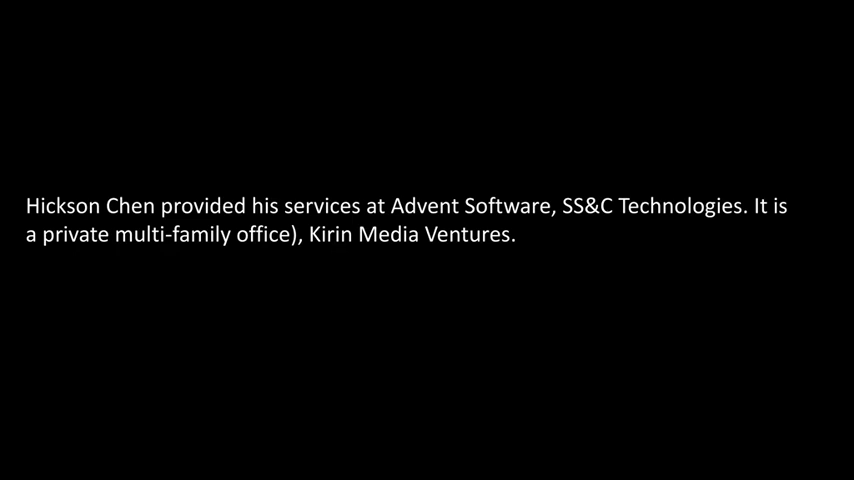 Hickson Chen provided his services at Advent Software, SS&C Technologies. It is
a private multi-family office), Kirin Media Ventures.